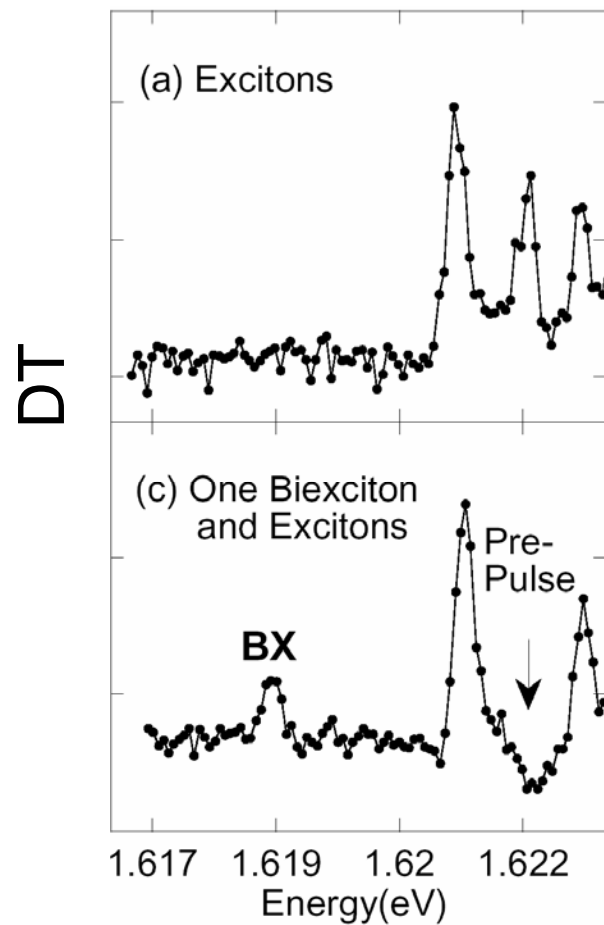 (a) Excitons
DT
(c) One Biexciton
and Excitons
Pre-
Pulse
BX
1.617 1.619 1.62 1.622
Energy(eV)